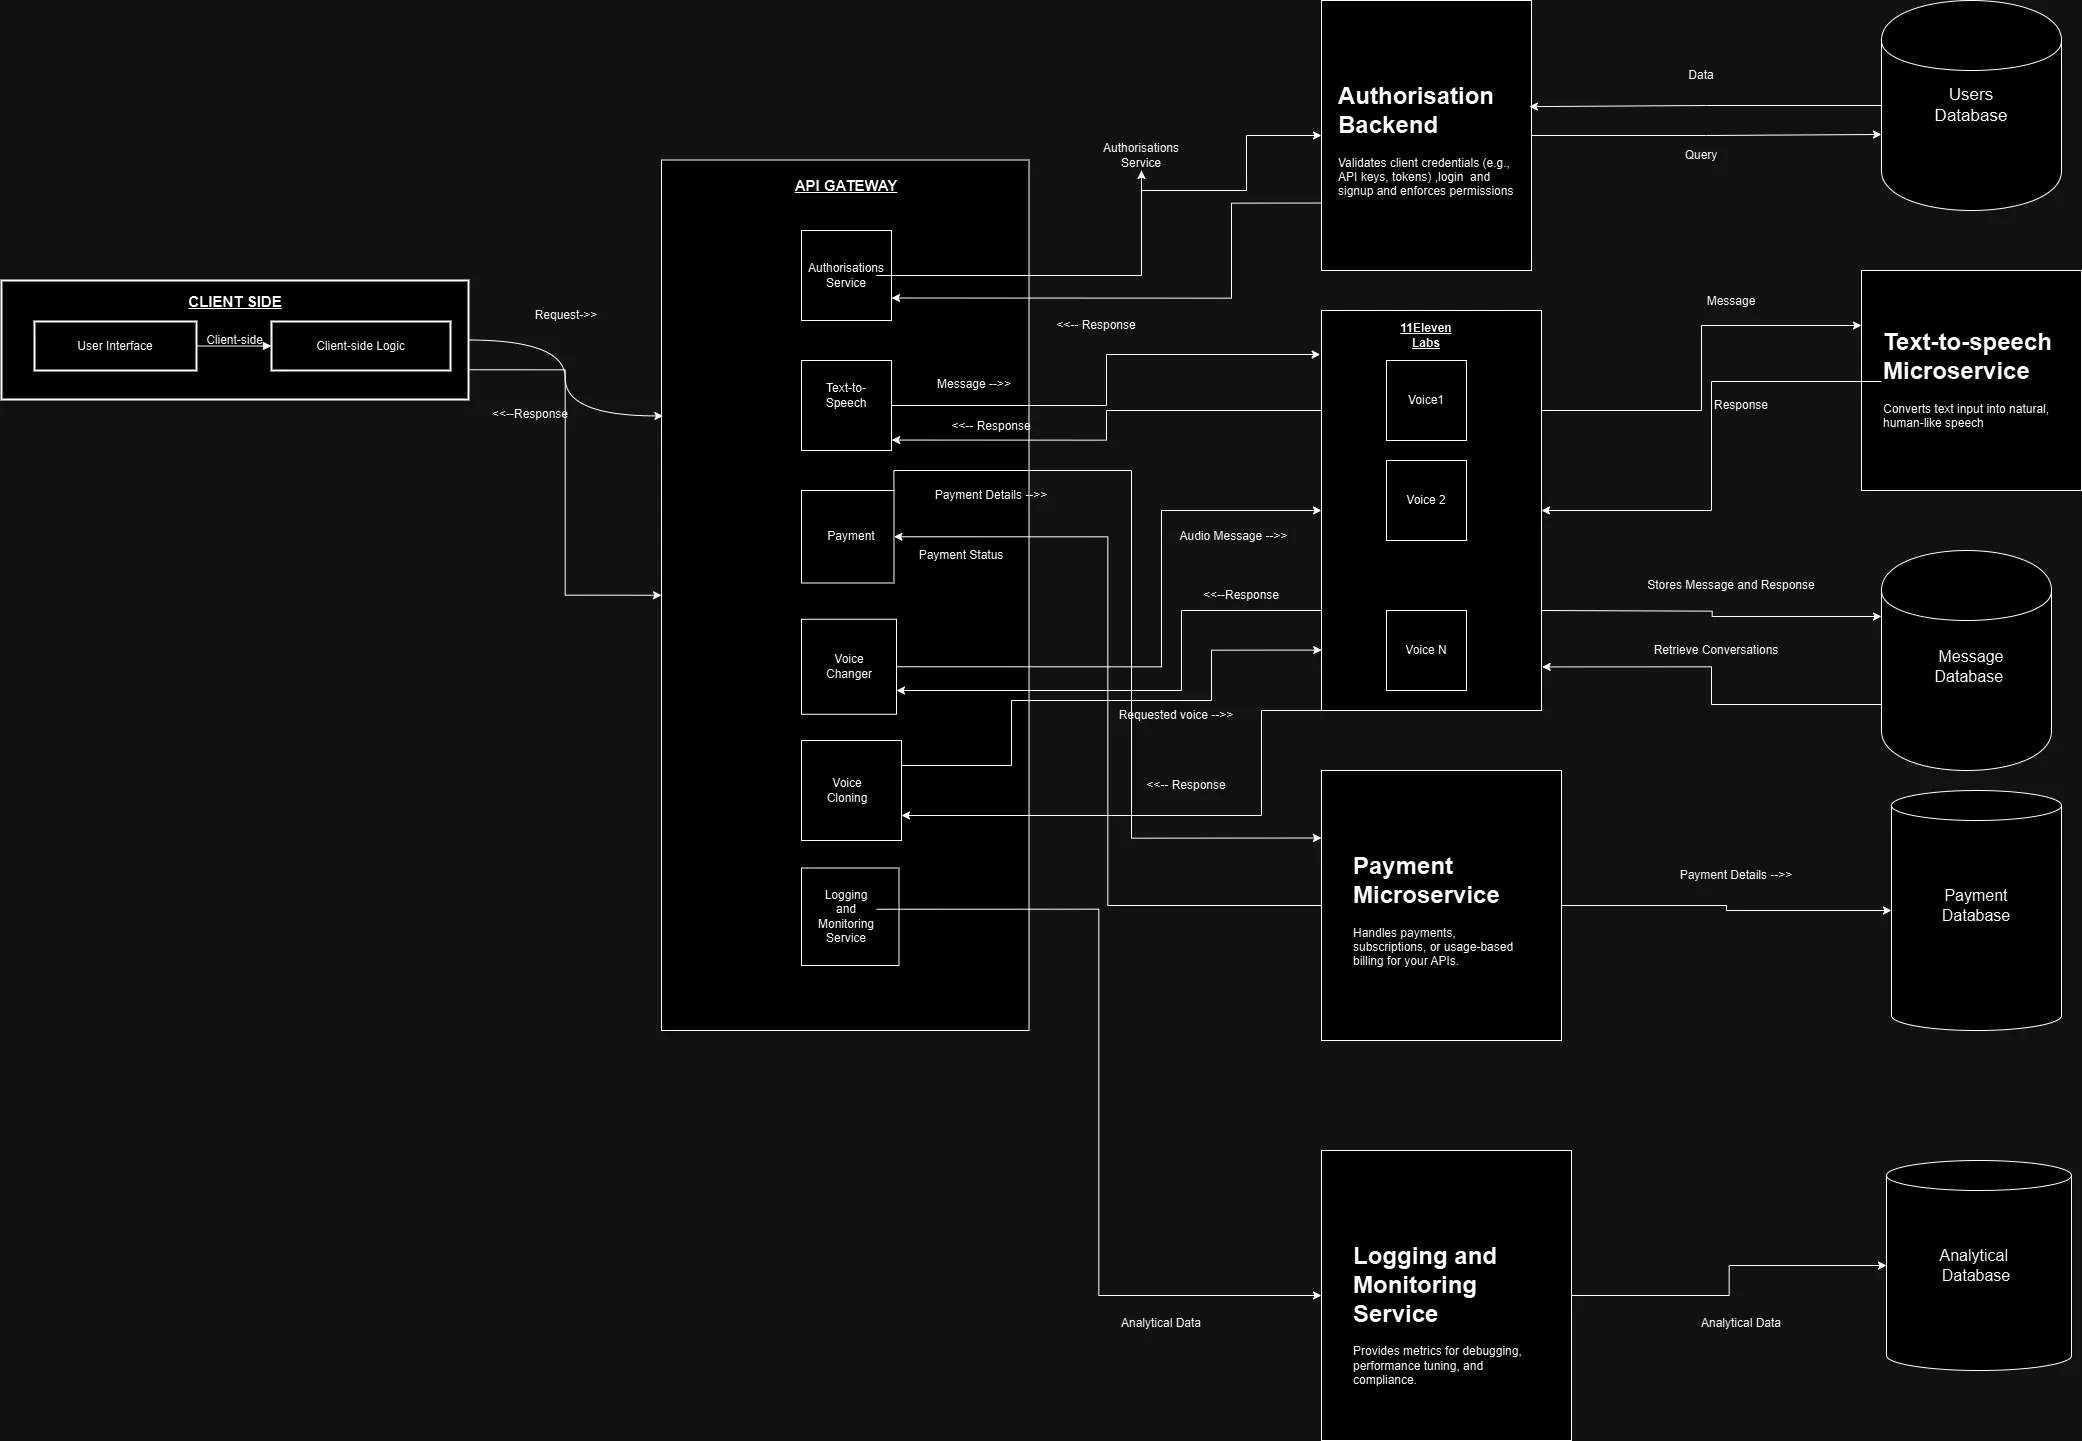 CLIENT SIDE
User Interface
Client-side
Client-side Logic
Request->>
<<--Response
API GATEWAY
Authorisations
Service
Text-to-
Speech
Payment
Voice
Changer
Voice
Cloning
Logging
and
Monitoring
Service
Authorisations
Service
<<-- Response
Message -->>
<<-- Response
Payment Details -->>
Payment Status
Audio Message -->>
<<--Response
Requested voice -->>
<<-- Response
Analytical Data
Authorisation
Backend
Validates client credentials (e.g.,
API keys, tokens) ,login  and
signup and enforces permissions
11Eleven
Labs
Voice1
Voice 2
Voice N
Payment
Microservice
Handles payments,
subscriptions, or usage-based
billing for your APIs.
Logging and
Monitoring
Service
Provides metrics for debugging,
performance tuning, and
compliance.
Data
Query
Message
Response
Stores Message and Response
Retrieve Conversations
Payment Details -->>
Analytical Data
Users
Database
Text-to-speech
Microservice
Converts text input into natural,
human-like speech
Message
Database
Payment
Database
Analytical
Database